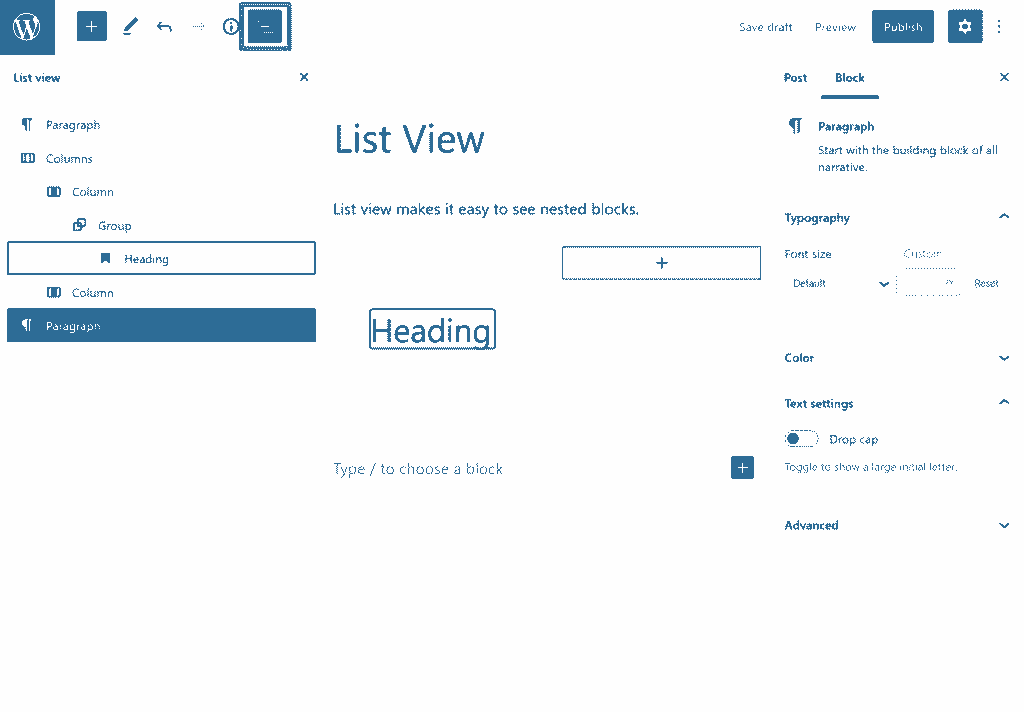 Save draft
Preview
Publish
List view
Paragraph
Columns
Column
Group
Heading
Column
Paragraph
List View
List view makes it easy to see nested blocks.
Heading
Type / to choose a block
Post
Block
Paragraph
Start with the building block of all
narrative.
Typography
Font size
Custom
Default
Reset
Color
Text settings
Drop cap
Toggle to show a large initial letter.
Advanced